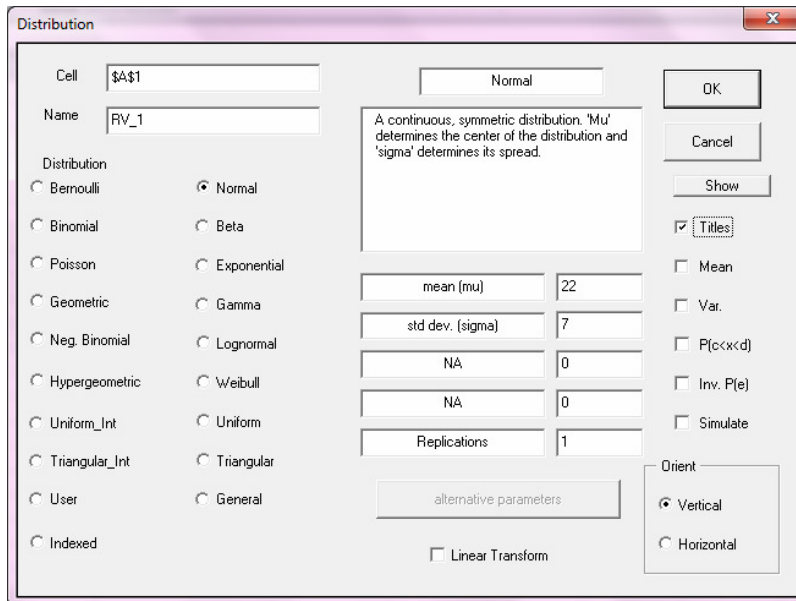 Distribution
Cell
$A$1
Name
RV_1
Distribution
Bernoulli
Normal
Binomial
Beta
Poisson
Exponential
Geometric
Gamma
Neg. Binomial
Lognormal
Hypergeometric
Weibull
Uniform_Int
Uniform
Triangular_Int
Triangular
User
General
Indexed
Normal
A continuous, symmetric distribution. 'Mu'
determines the center of the distribution and
'sigma' determines its spread.
mean (mu)
22
std dev. (sigma)
7
NA
0
NA
0
Replications
1
alternative parameters
Linear Transform
OK
Cancel
Show
Titles
Mean
Var.
P(c<x<d)
Inv. P(e)
Simulate
Orient
Vertical
Horizontal